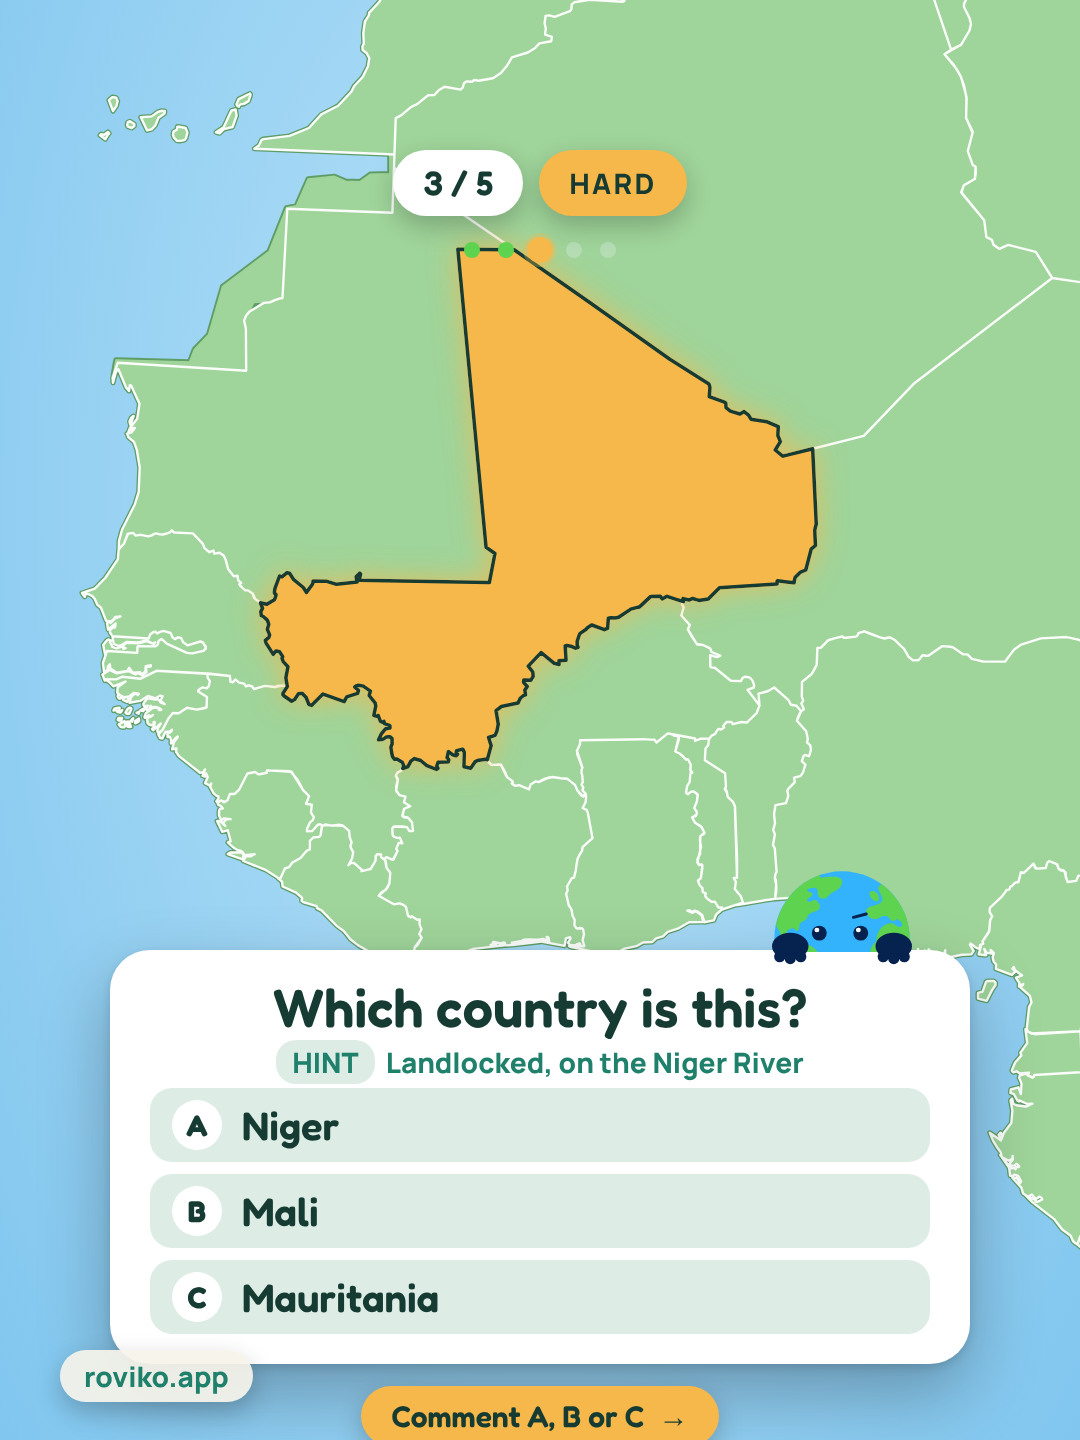 3 / 5
HARD
Which country is this?
HINT Landlocked, on the Niger River
A Niger
B Mali
C Mauritania
roviko.app
Comment A, B or C →